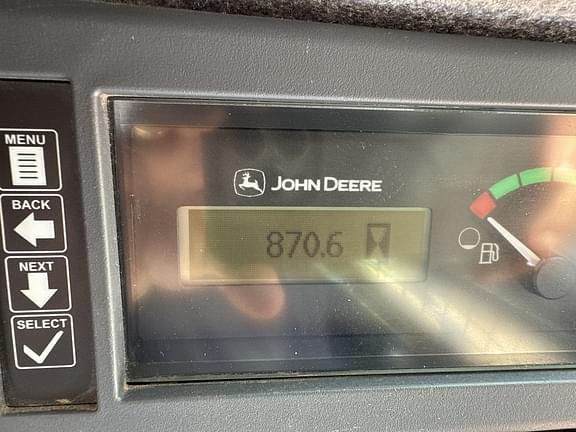 MENU
BACK
NEXT
SELECT
JOHN DEERE
870.6